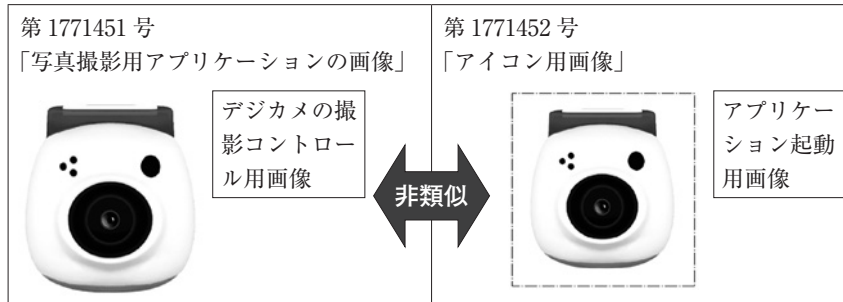 第 1771451 号
「写真撮影用アプリケーションの画像」
デジカメの撮
影コントロー
ル用画像
非類似
第 1771452 号
「アイコン用画像」
アプリケー
ション起動
用画像